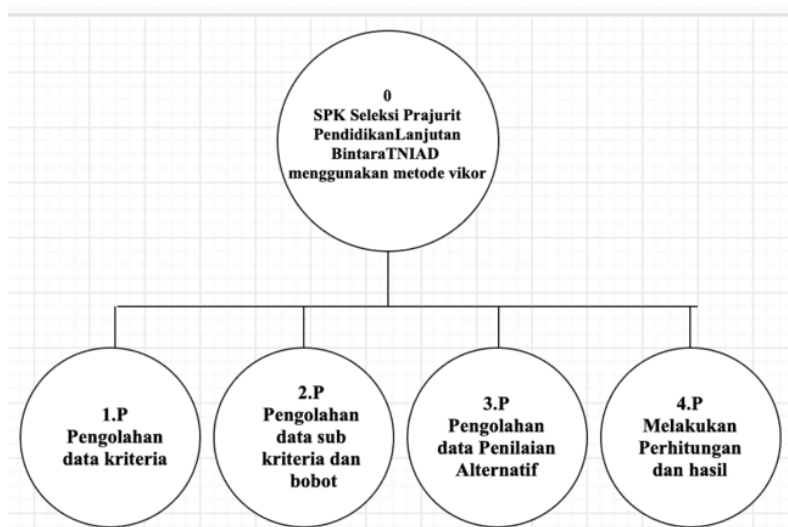 0
SPK Seleksi Prajurit
PendidikanLanjutan
BintaraTNIAD
menggunakan metode vikor
1.P
Pengolahan
data kriteria
2.P
Pengolahan
data sub
kriteria dan
bobot
3.P
Pengolahan
data Penilaian
Alternatif
4.P
Melakukan
Perhitungan
dan hasil